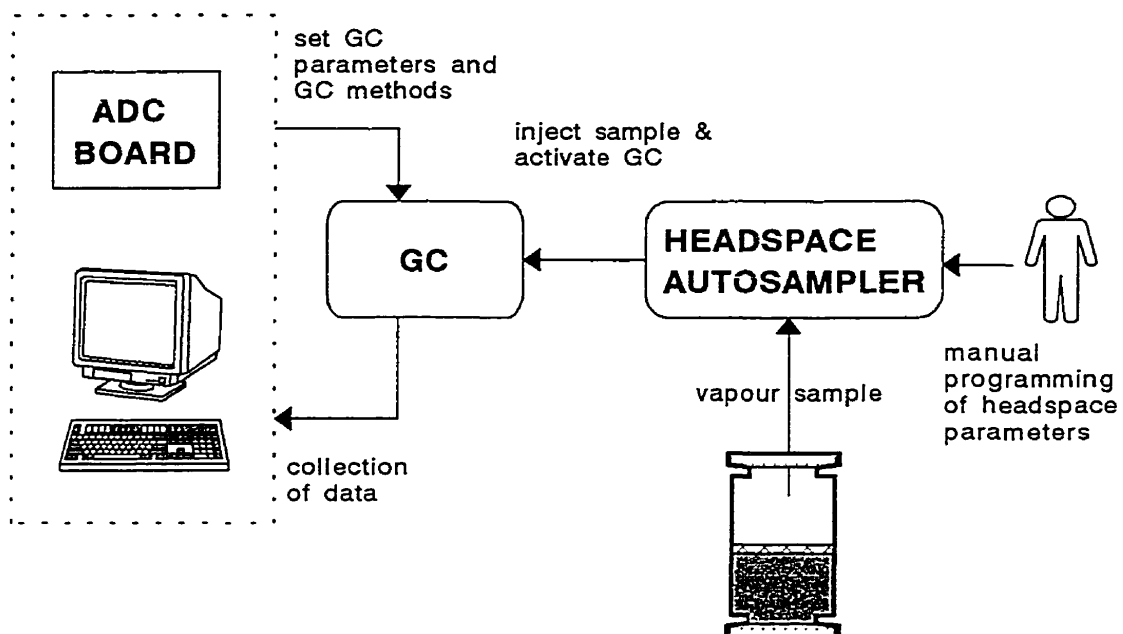 set GC
parameters and
GC methods
ADC
BOARD
inject sample &
activate GC
GC
HEADSPACE
AUTOSAMPLER
manual
programming
of headspace
parameters
vapour sample
collection
of data